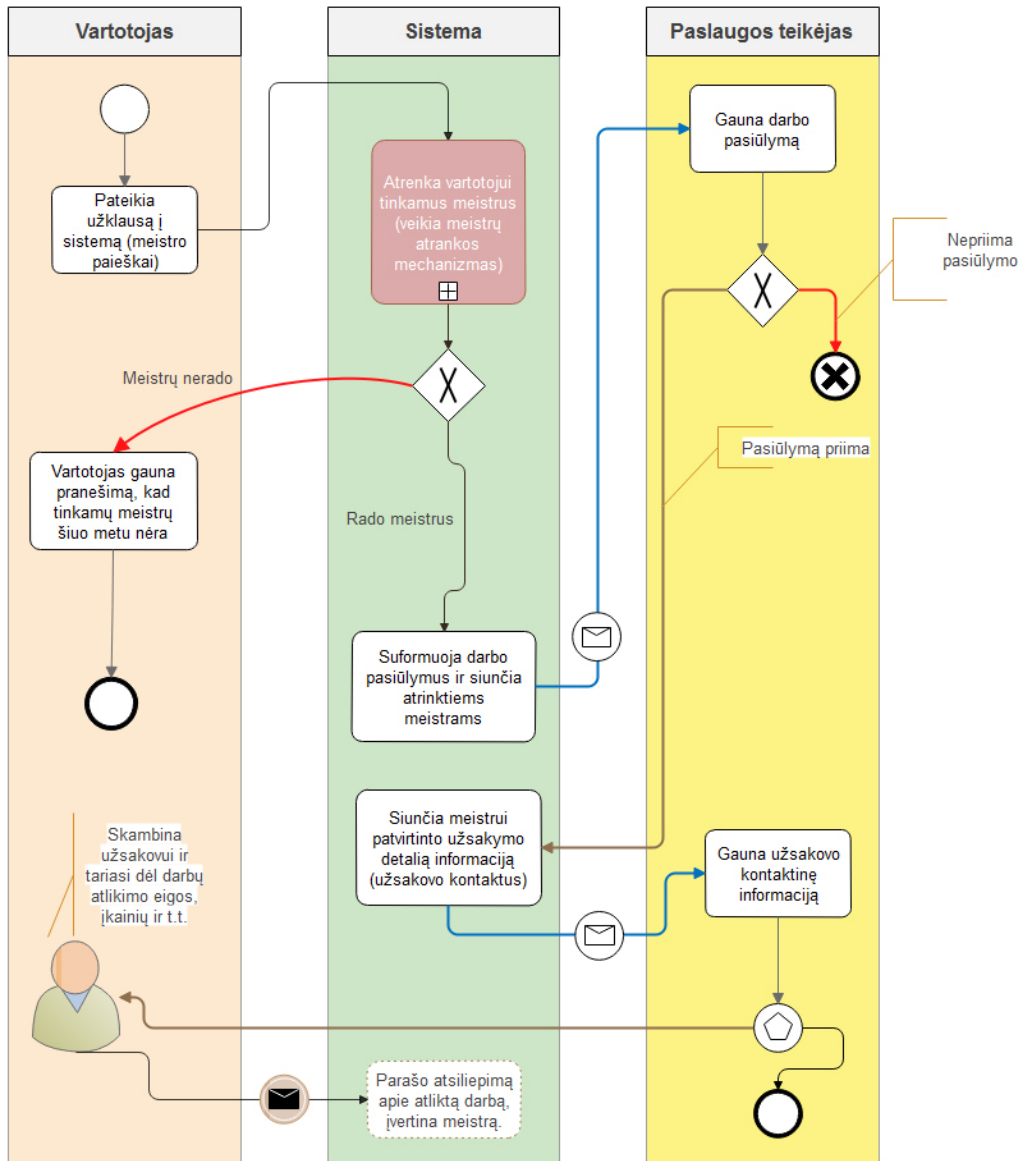 Vartotojas
Sistema
Paslaugos teikėjas
Pateikia
užklausą į
sistemą (meistro
paieškai)
Atrenka vartotojui
tinkamus meistrus
(veikia meistrų
atrankos
mechanizmas)
Gauna darbo
pasiūlymą
Nepriima
pasiūlymo
Meistrų nerado
Pasiūlymą priima
Vartotojas gauna
pranešimą, kad
tinkamų meistrų
šiuo metu nėra
Rado meistrus
Suformuoja darbo
pasiūlymus ir siunčia
atrinktiems
meistrams
Siunčia meistrui
patvirtinto užsakymo
detalią informaciją
(užsakovo kontaktus)
Gauna užsakovo
kontaktinę
informaciją
Skambina
užsakovui ir
tariasi dėl darbų
atlikimo eigos,
įkainių ir t.t.
Parašo atsiliepimą
apie atliktą darbą,
įvertina meistrą.